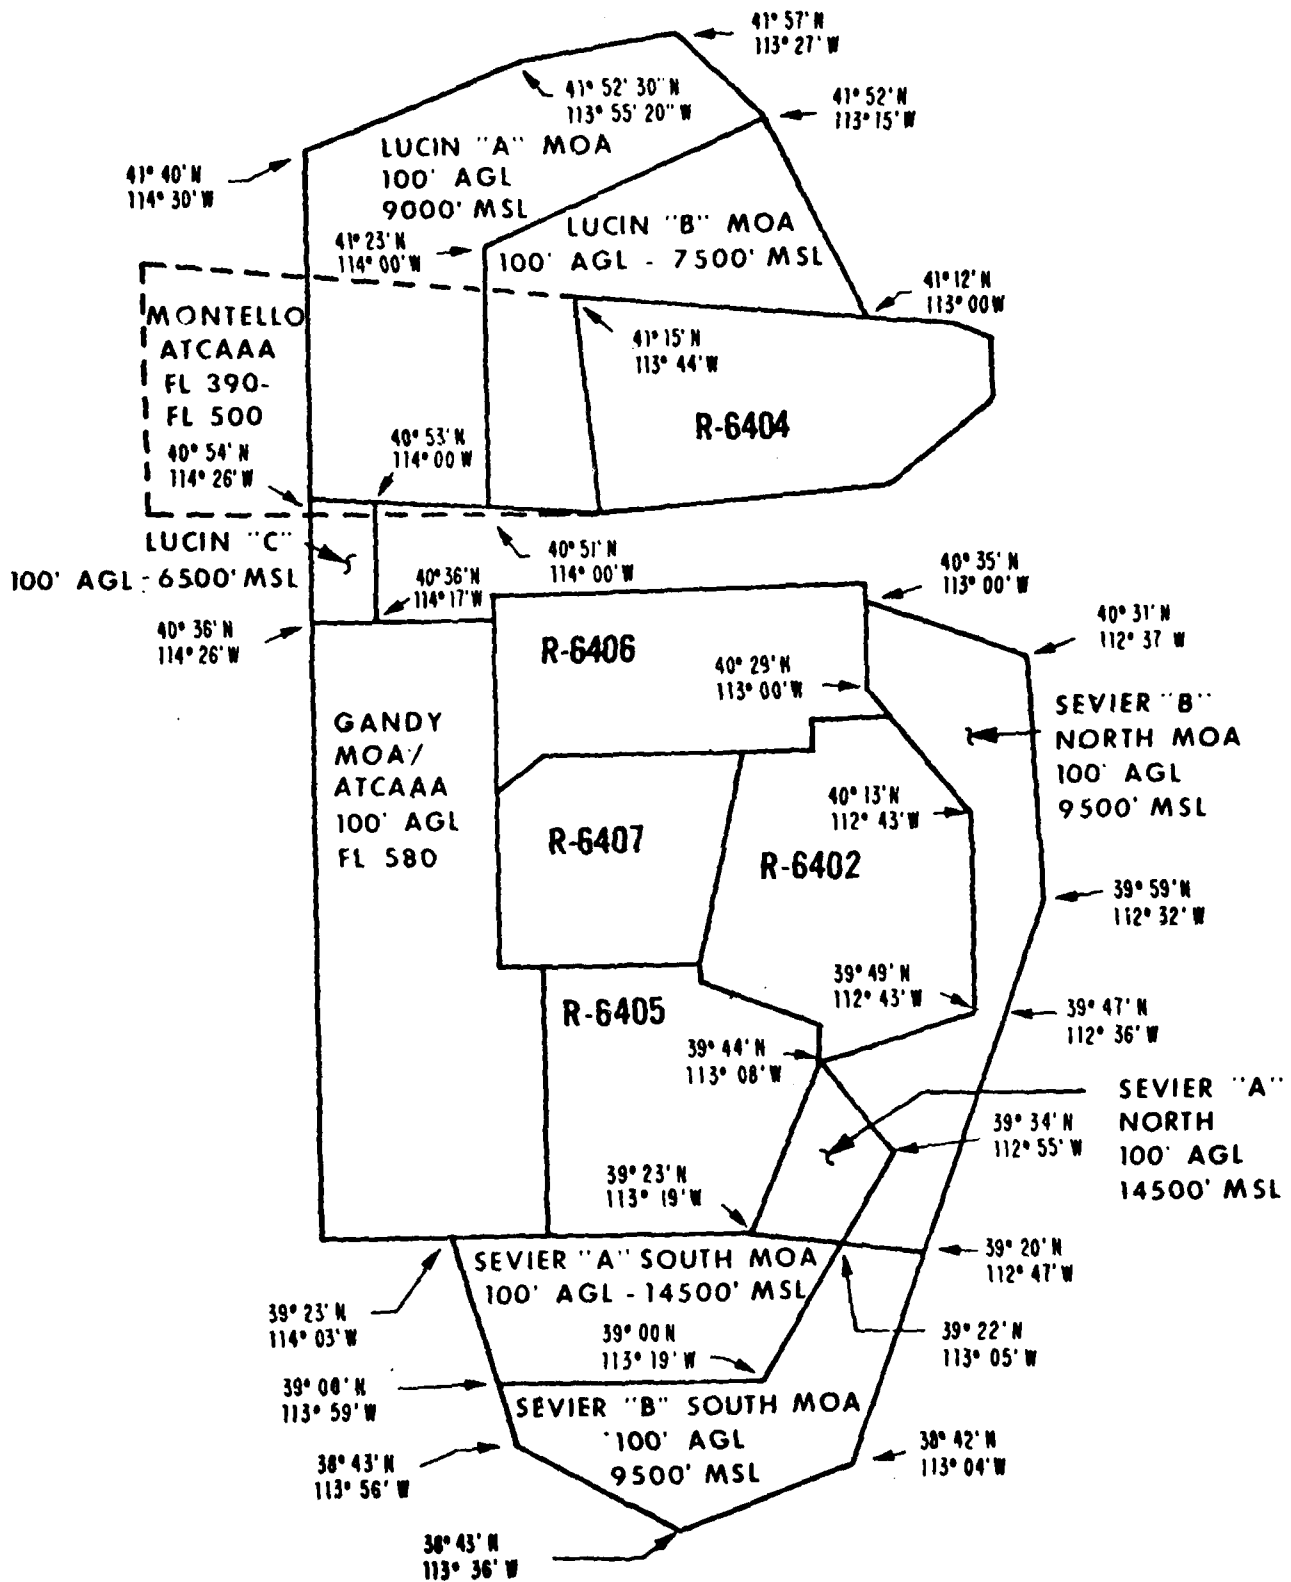 41° 57' N
113° 27' W
41° 52' 30" N
113° 55' 20" W
41° 52' N
113° 15' W
LUCIN "A" MOA
100' AGL
9000' MSL
41° 40' N
114° 30' W
LUCIN "B" MOA
100' AGL - 7500' MSL
41° 23' N
114° 00' W
41° 12' N
113° 00 W
MONTELLO
ATCAAA
FL 390-
FL 500
41° 15' N
113° 44' W
R-6404
40° 54' N
114° 26' W
40° 53' N
114° 00 W
LUCIN "C"
100' AGL - 6500' MSL
40° 51' N
114° 00' W
40° 36' N
114° 17' W
40° 35' N
113° 00' W
40° 36' N
114° 26' W
40° 31' N
112° 37 W
R-6406
40° 29' N
113° 00' W
SEVIER "B"
NORTH MOA
100' AGL
9500' MSL
GANDY
MOA/
ATCAAA
100' AGL
FL 580
40° 13' N
112° 43' W
R-6407
R-6402
39° 59' N
112° 32' W
39° 49' N
112° 43' W
R-6405
39° 47' N
112° 36' W
39° 44' N
113° 08' W
SEVIER "A"
NORTH
100' AGL
14500' MSL
39° 34' N
112° 55' W
39° 23' N
113° 19' W
SEVIER "A" SOUTH MOA
100' AGL - 14500' MSL
39° 20' N
112° 47' W
39° 23' N
114° 03' W
39° 00 N
113° 19' W
39° 22' N
113° 05' W
39° 00' N
113° 59' W
SEVIER "B" SOUTH MOA
100' AGL
9500' MSL
38° 43' N
113° 56' W
38° 42' N
113° 04' W
38° 43' N
113° 36' W